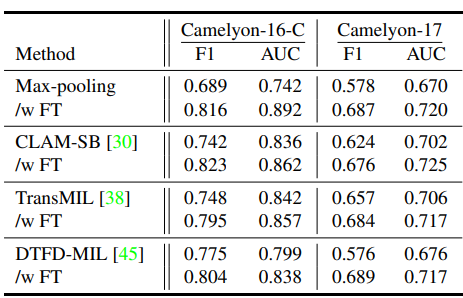 Camelyon-16-C Camelyon-17
Method F1 AUC F1 AUC
Max-pooling 0.689 0.742 0.578 0.670
/w FT 0.816 0.892 0.687 0.720
CLAM-SB [30] 0.742 0.836 0.624 0.702
/w FT 0.823 0.862 0.676 0.725
TransMIL [38] 0.748 0.842 0.657 0.706
/w FT 0.795 0.857 0.684 0.717
DTFD-MIL [45] 0.775 0.799 0.576 0.676
/w FT 0.804 0.838 0.689 0.717